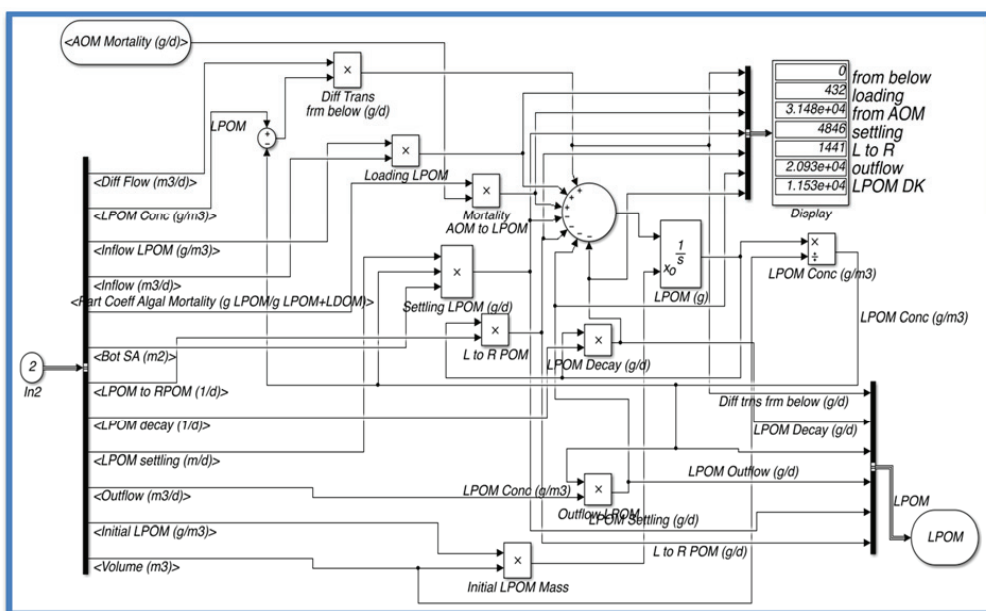 <AOM Mortality (g/d)>
×
Diff Trans
frm below (g/d)
LPOM
+
−
×
Loading LPOM
×
Mortality
AOM to LPOM
×
Settling LPOM (g/d)
×
L to R POM
×
LPOM Decay (g/d)
×
Outflow LPOM
×
Initial LPOM Mass
2
In2
<Diff Flow (m3/d)>
<LPOM Conc (g/m3)>
<Inflow LPOM (g/m3)>
<Inflow (m3/d)>
<Part Coeff Algal Mortality (g LPOM/g LPOM+LDOM)>
<Bot SA (m2)>
<LPOM to RPOM (1/d)>
<LPOM decay (1/d)>
<LPOM settling (m/d)>
<Outflow (m3/d)>
<Initial LPOM (g/m3)>
<Volume (m3)>
+
+
+
+
−
−
−
−
1
s
xo
LPOM (g)
0 from below
432 loading
3.148e+04 from AOM
4846 settling
1441 L to R
2.093e+04 outflow
1.153e+04 LPOM DK
Display
×
÷
LPOM Conc (g/m3)
LPOM Conc (g/m3)
Diff trns frm below (g/d)
LPOM Decay (g/d)
LPOM Conc (g/m3)
LPOM Outflow (g/d)
LPOM Settling (g/d)
L to R POM (g/d)
LPOM
LPOM